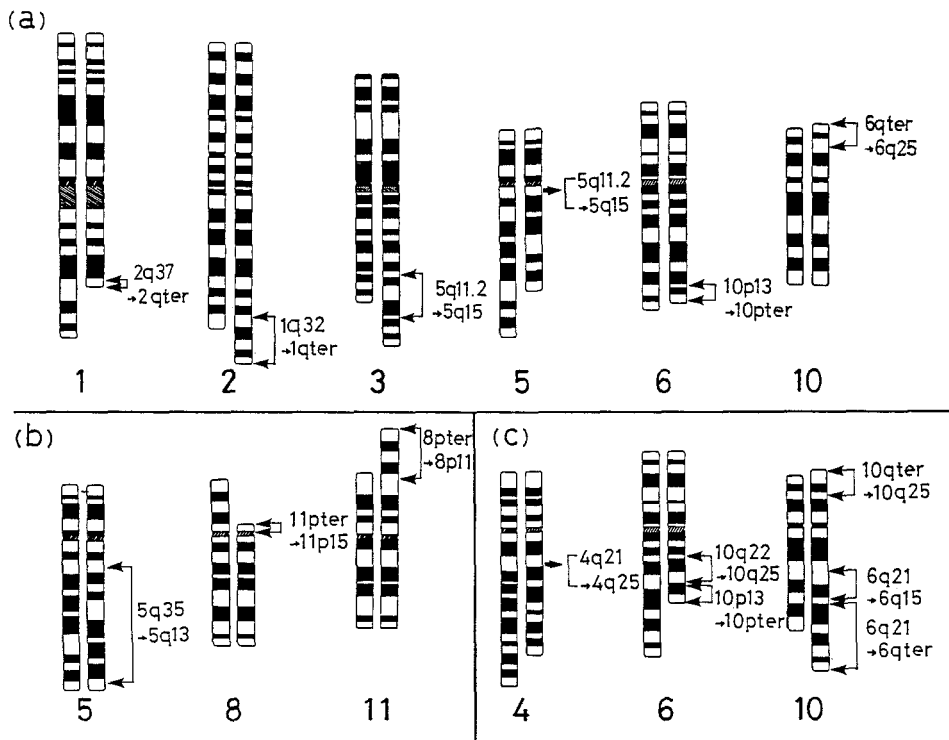 (a)
2q37
→2qter
1q32
→1qter
5q11.2
→5q15
5q11.2
→5q15
10p13
→10pter
6qter
→6q25
1 2 3 5 6 10
(b)
5q35
→5q13
11pter
→11p15
8pter
→8p11
5 8 11
(c)
4q21
→4q25
10q22
→10q25
10p13
→10pter
10qter
→10q25
6q21
→6q15
6q21
→6qter
4 6 10